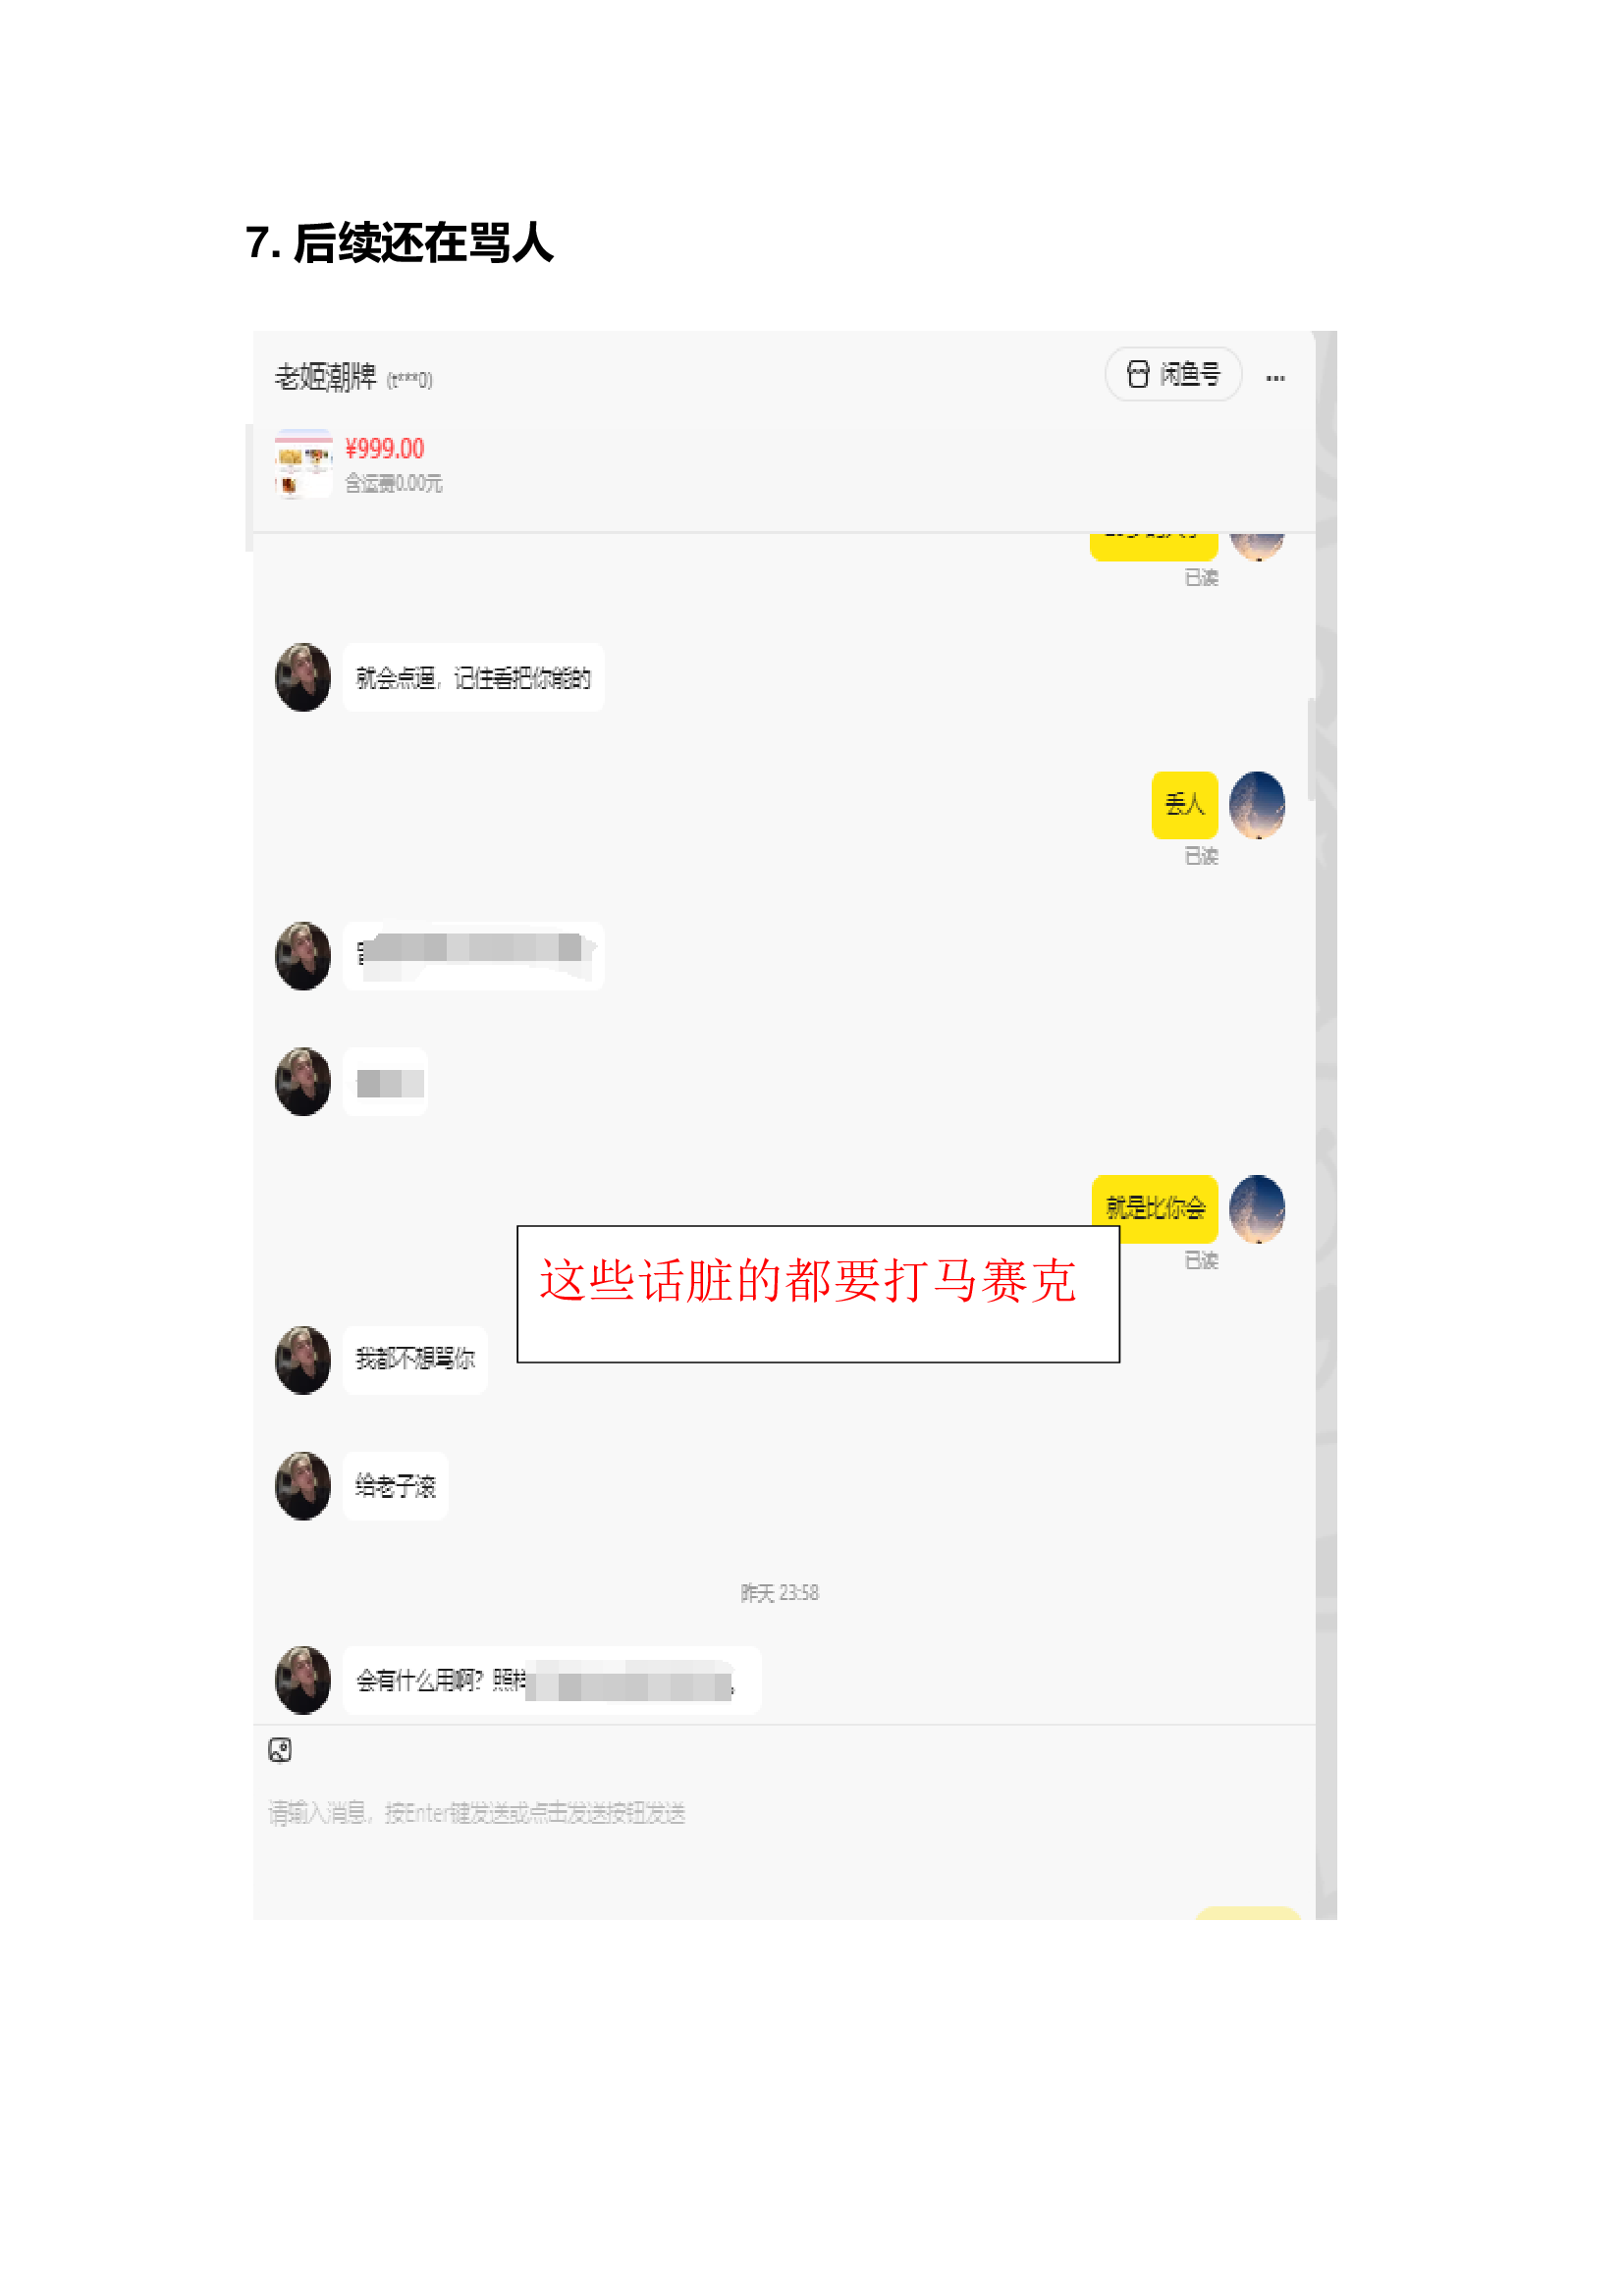 7. 后续还在骂人
老姬潮牌 (t***0)
闲鱼号
¥999.00
含运费0.00元
已读
就会点逼，记住看把你能的
丢人
已读
就是比你会
已读
这些话脏的都要打马赛克
我都不想骂你
给老子滚
昨天 23:58
会有什么用啊？照样
请输入消息，按Enter键发送或点击发送按钮发送